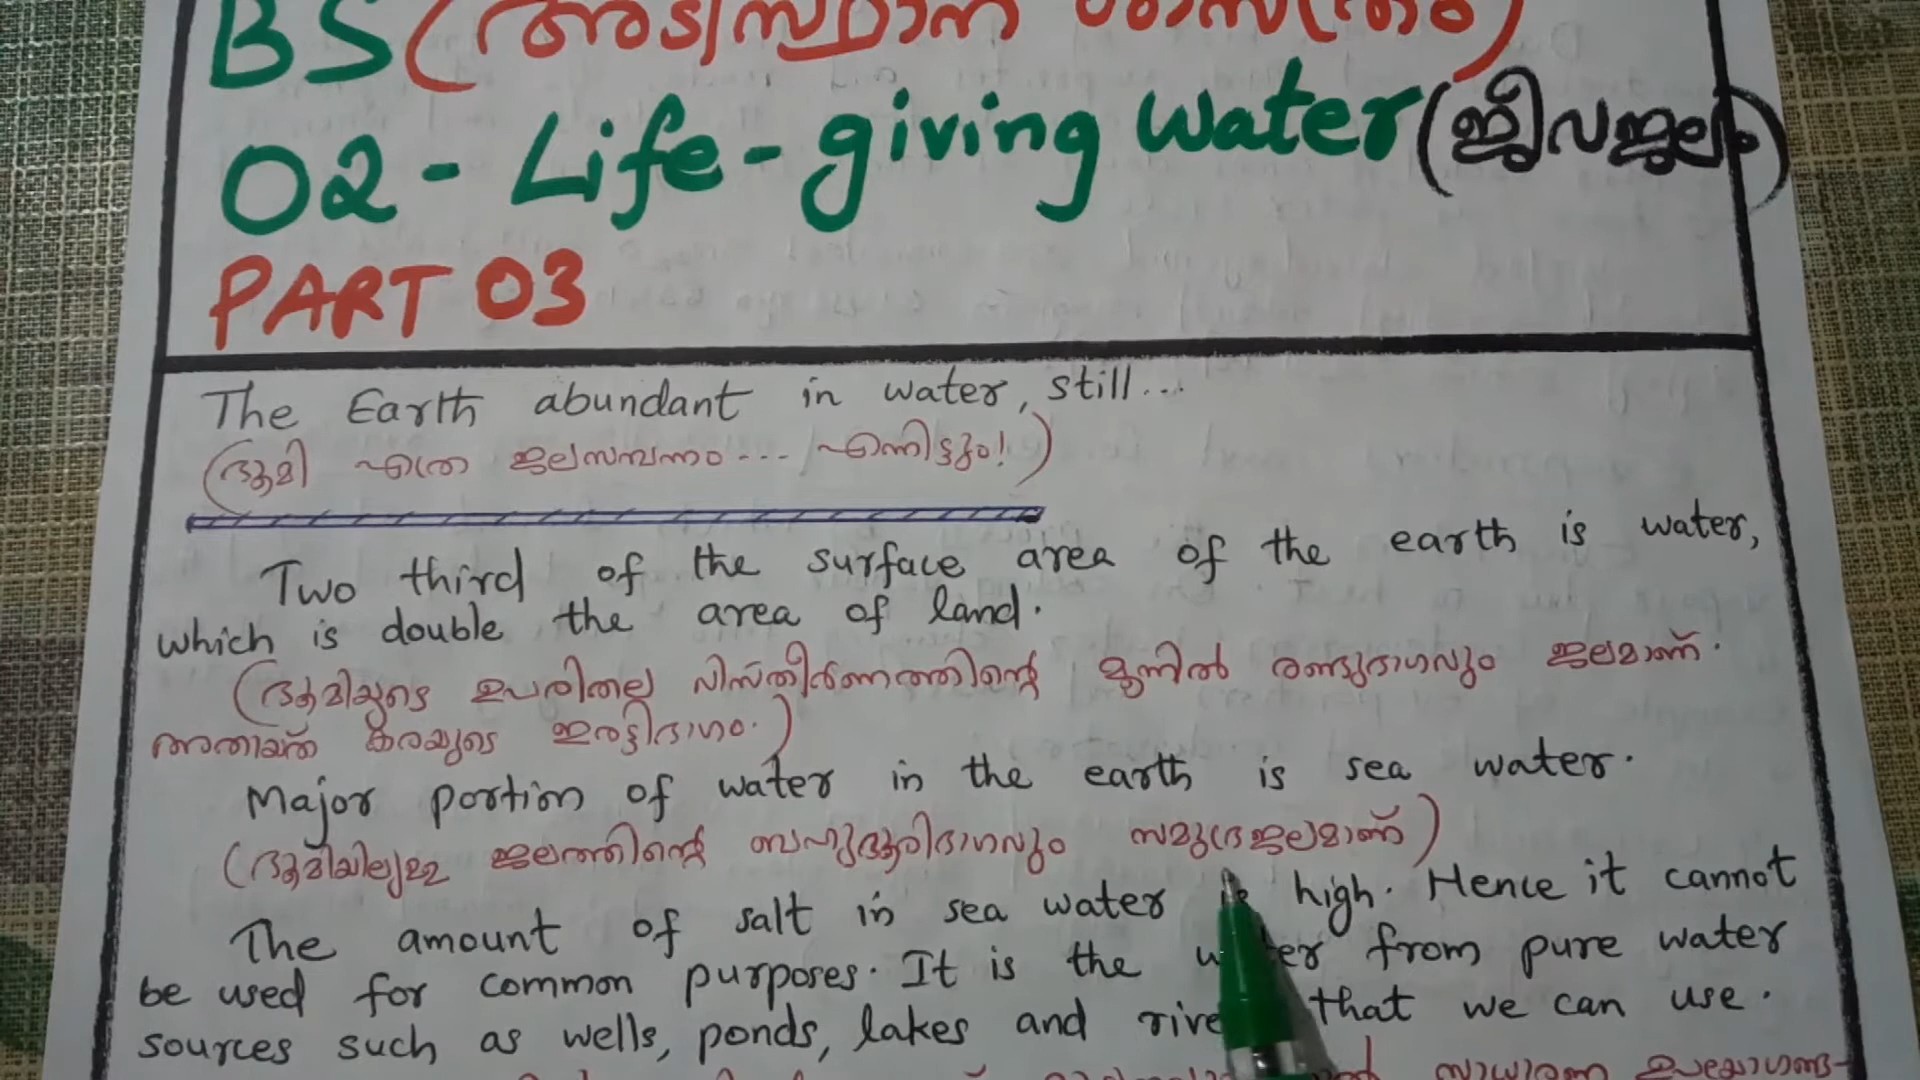 BS (അടിസ്ഥാന ശാസ്ത്രം)
02 - Life - giving water (ജീവജലം)
PART 03
The Earth abundant in water, still...
(ഭൂമി എത്ര ജലസമ്പന്നം... എന്നിട്ടും!)
Two third of the surface area of the earth is water,
which is double the area of land.
(ഭൂമിയുടെ ഉപരിതല വിസ്തീർണത്തിന്റെ മൂന്നിൽ രണ്ടുഭാഗവും ജലമാണ്.
അതായത് കരയുടെ ഇരട്ടിഭാഗം.)
Major portion of water in the earth is sea water.
(ഭൂമിയിലുള്ള ജലത്തിന്റെ ബഹുഭൂരിഭാഗവും സമുദ്രജലമാണ്)
The amount of salt in sea water high. Hence it cannot
be used for common purposes. It is the from pure water
sources such as wells, ponds, lakes and that we can use.
സാധാരണ